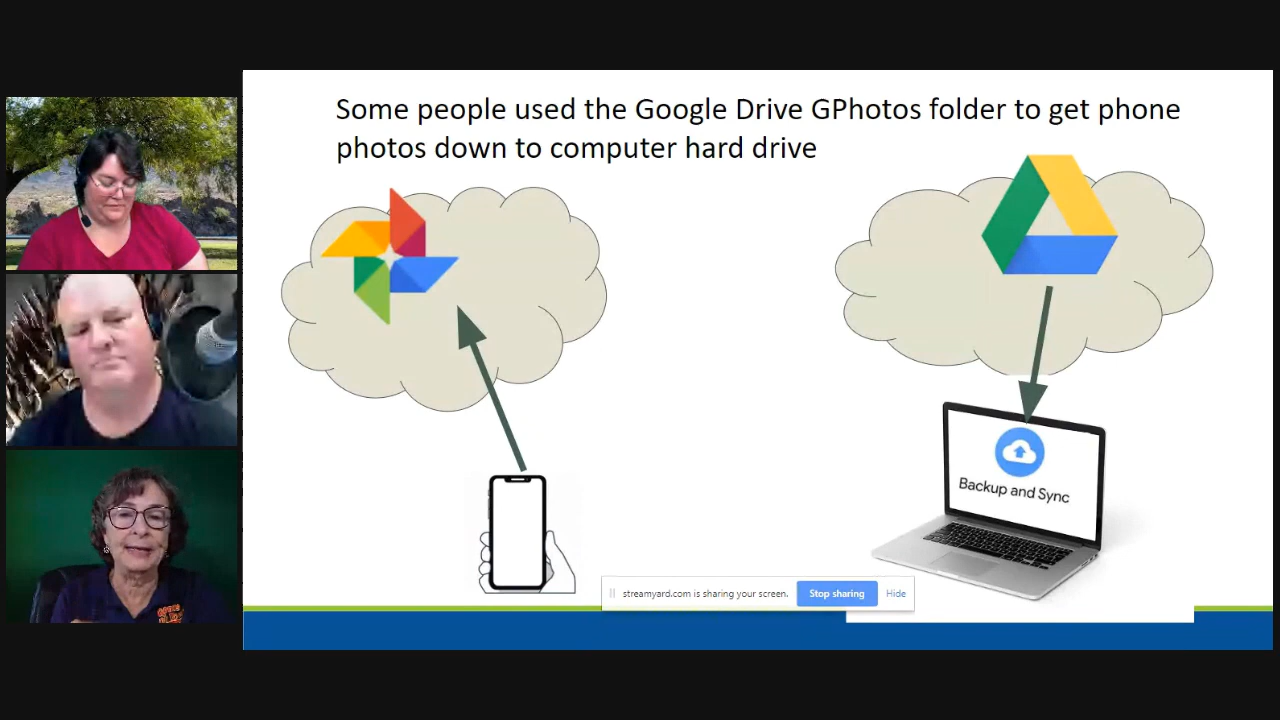 Some people used the Google Drive GPhotos folder to get phone
photos down to computer hard drive
Backup and Sync
streamyard.com is sharing your screen.
Stop sharing
Hide